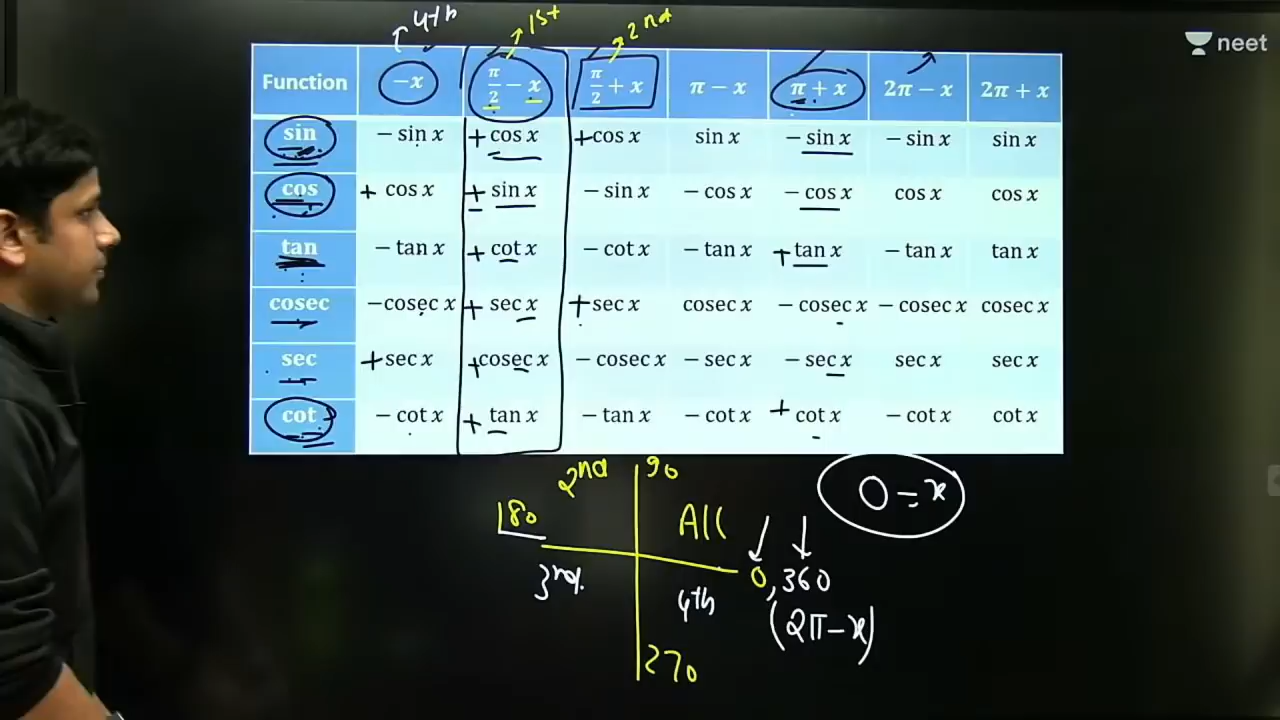 4th 1st 2nd
neet
Function −x π/2 − x π/2 + x π − x π + x 2π − x 2π + x
sin − sin x + cos x + cos x sin x − sin x − sin x sin x
cos + cos x + sin x − sin x − cos x − cos x cos x cos x
tan − tan x + cot x − cot x − tan x + tan x − tan x tan x
cosec −cosec x + sec x + sec x cosec x − cosec x − cosec x cosec x
sec + sec x + cosec x − cosec x − sec x − sec x sec x sec x
cot − cot x + tan x − tan x − cot x + cot x − cot x cot x
2nd 90
0 − x
180 All
3rd 4th 0, 360
(2π − x)
270